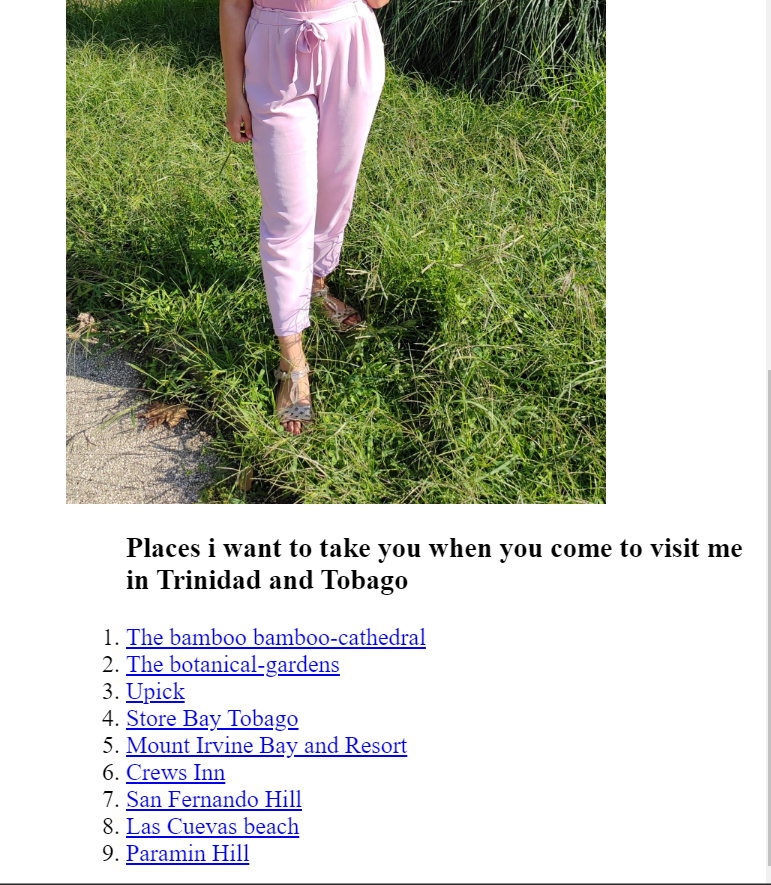 Places i want to take you when you come to visit me
in Trinidad and Tobago
1. The bamboo bamboo-cathedral
2. The botanical-gardens
3. Upick
4. Store Bay Tobago
5. Mount Irvine Bay and Resort
6. Crews Inn
7. San Fernando Hill
8. Las Cuevas beach
9. Paramin Hill